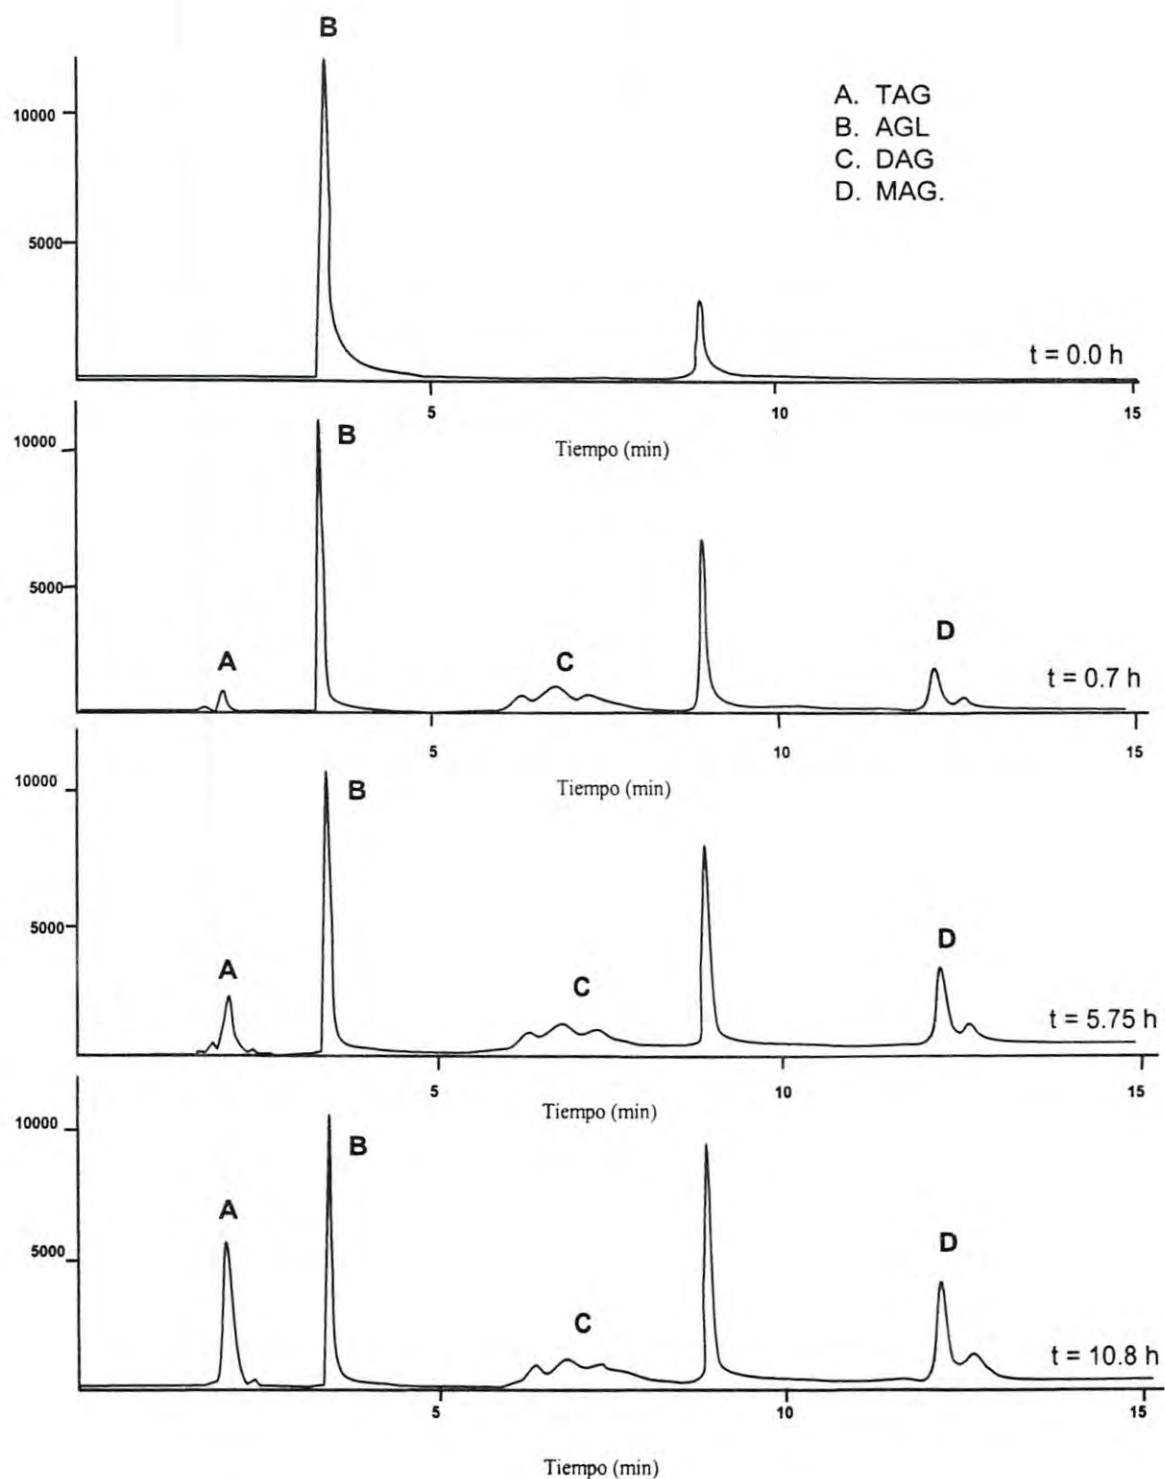 B
10000
5000
A. TAG
B. AGL
C. DAG
D. MAG.
t = 0.0 h
5
10
15
Tiempo (min)
10000
5000
A
B
C
D
t = 0.7 h
5
10
15
Tiempo (min)
10000
5000
A
B
C
D
t = 5.75 h
5
10
15
Tiempo (min)
10000
5000
A
B
C
D
t = 10.8 h
5
10
15
Tiempo (min)